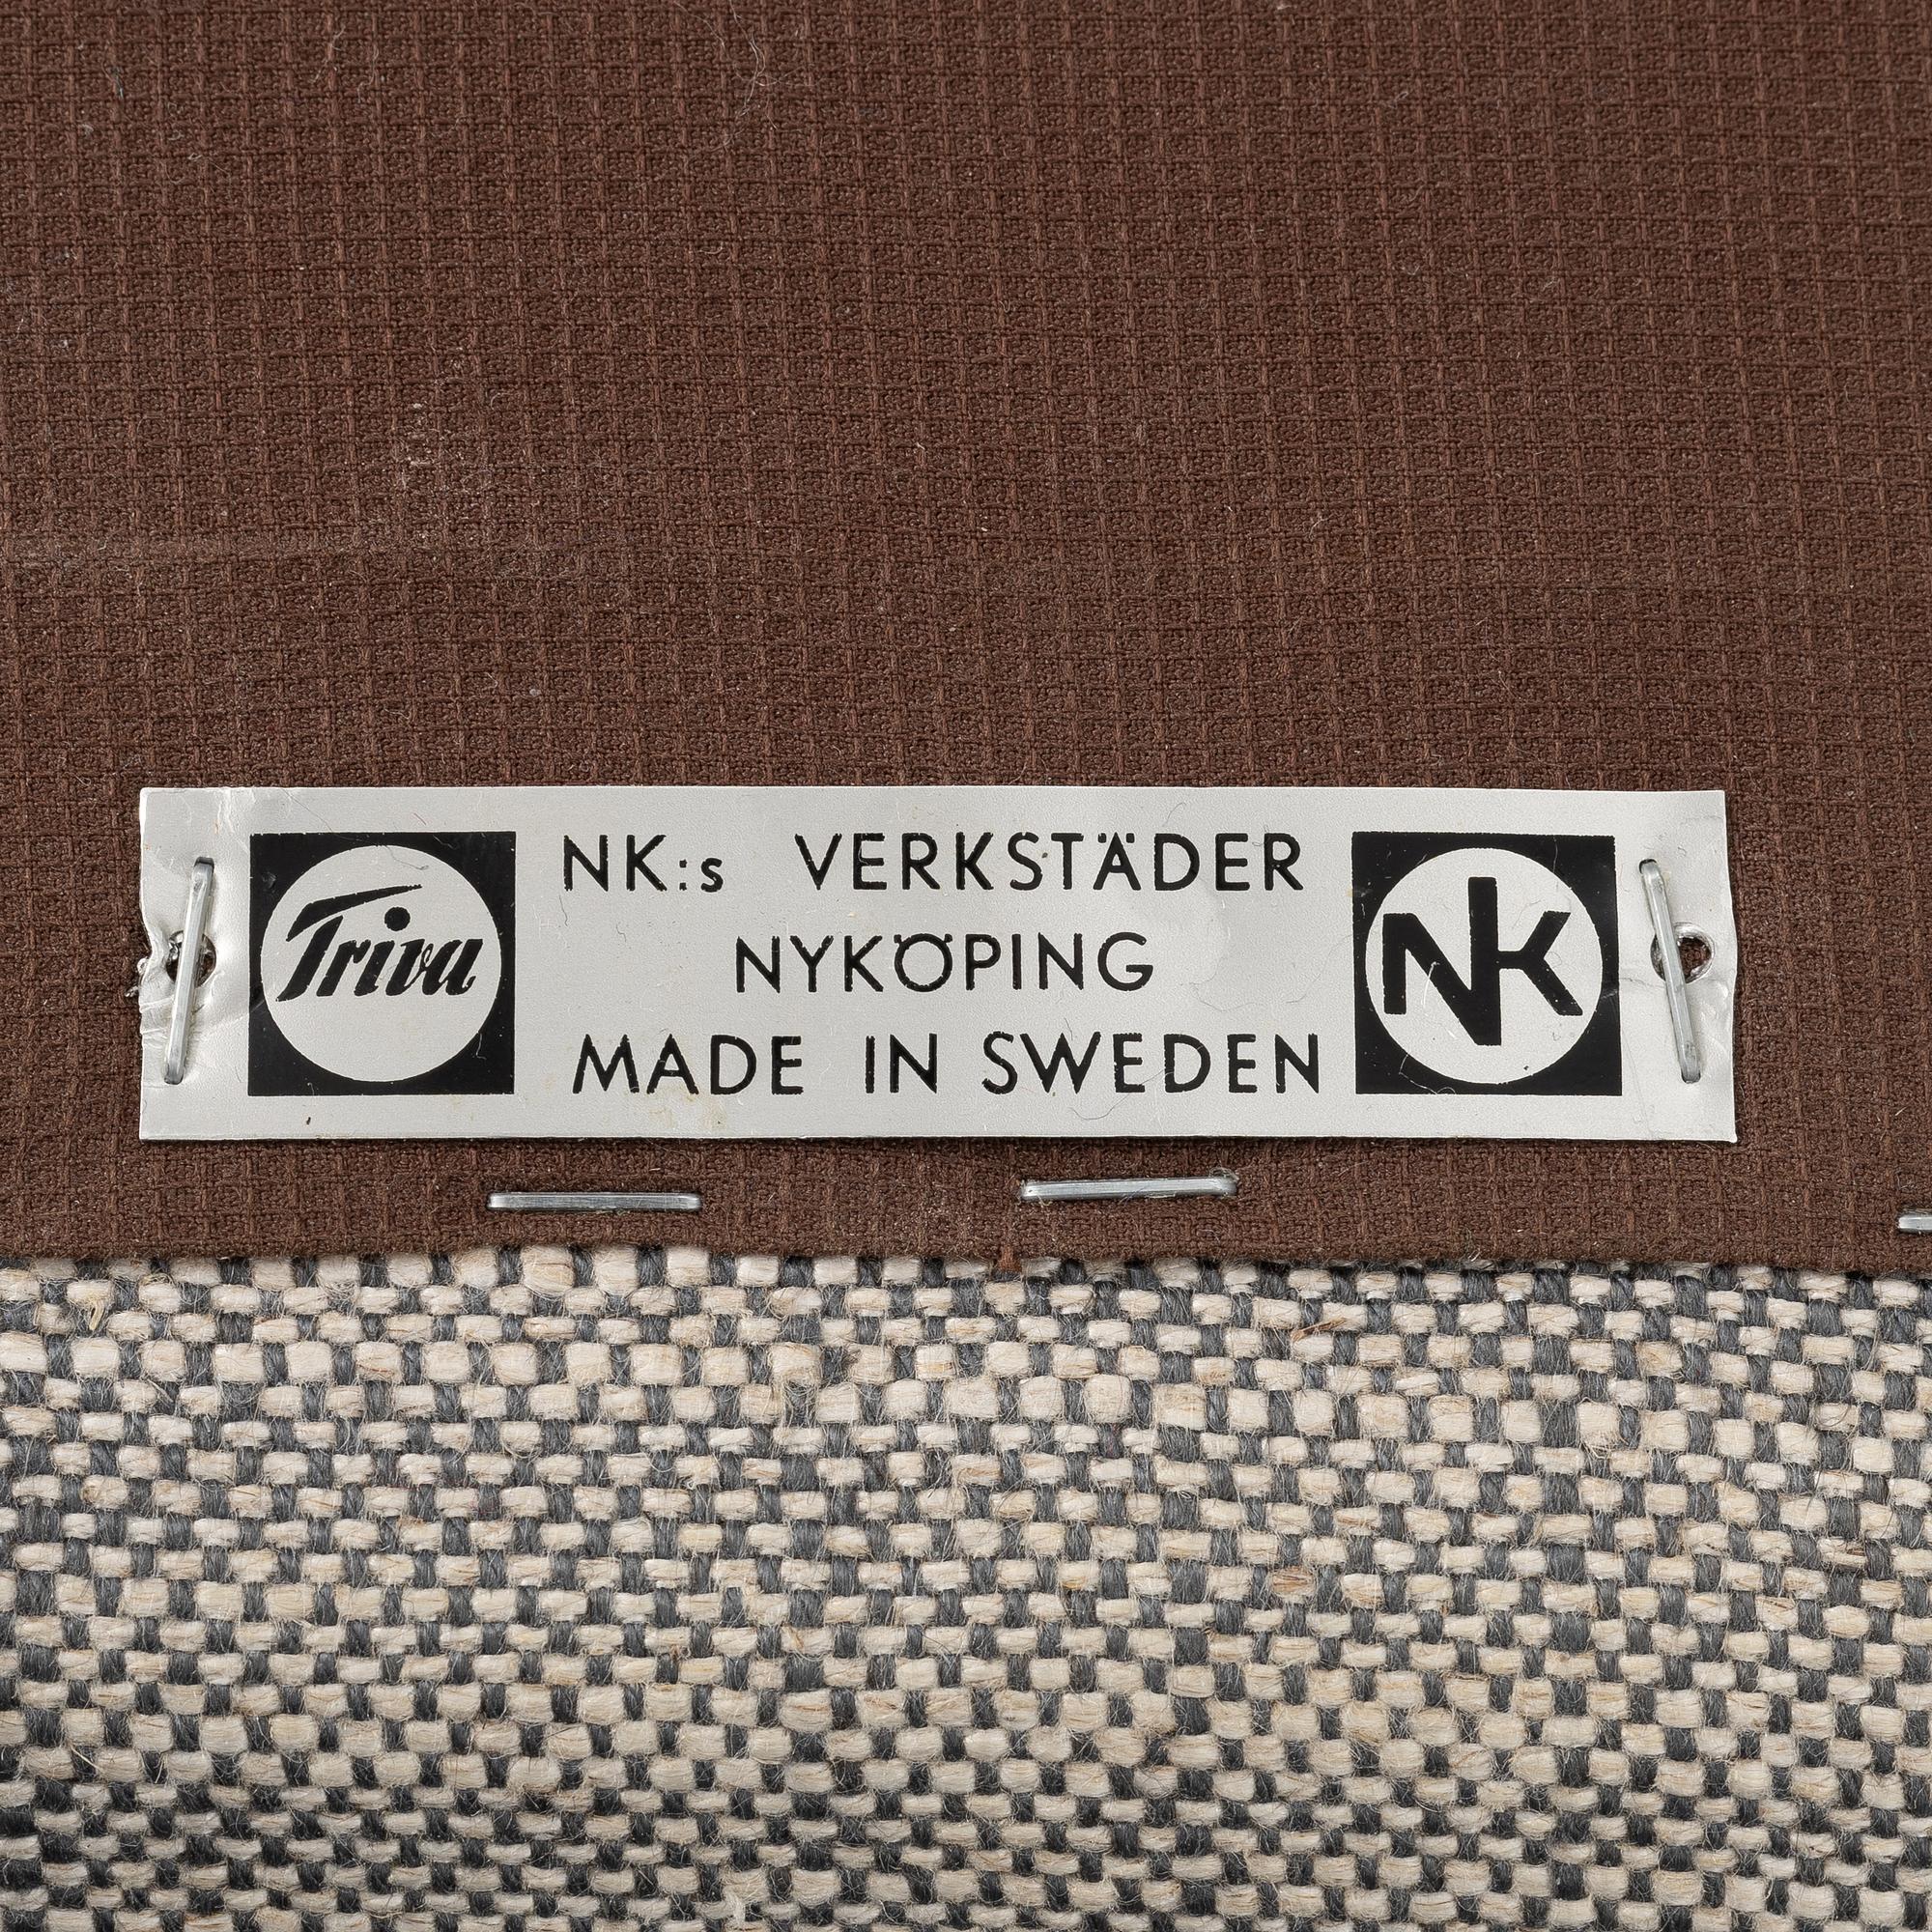 Triva
NK:s VERKSTÄDER
NYKÖPING
MADE IN SWEDEN
NK